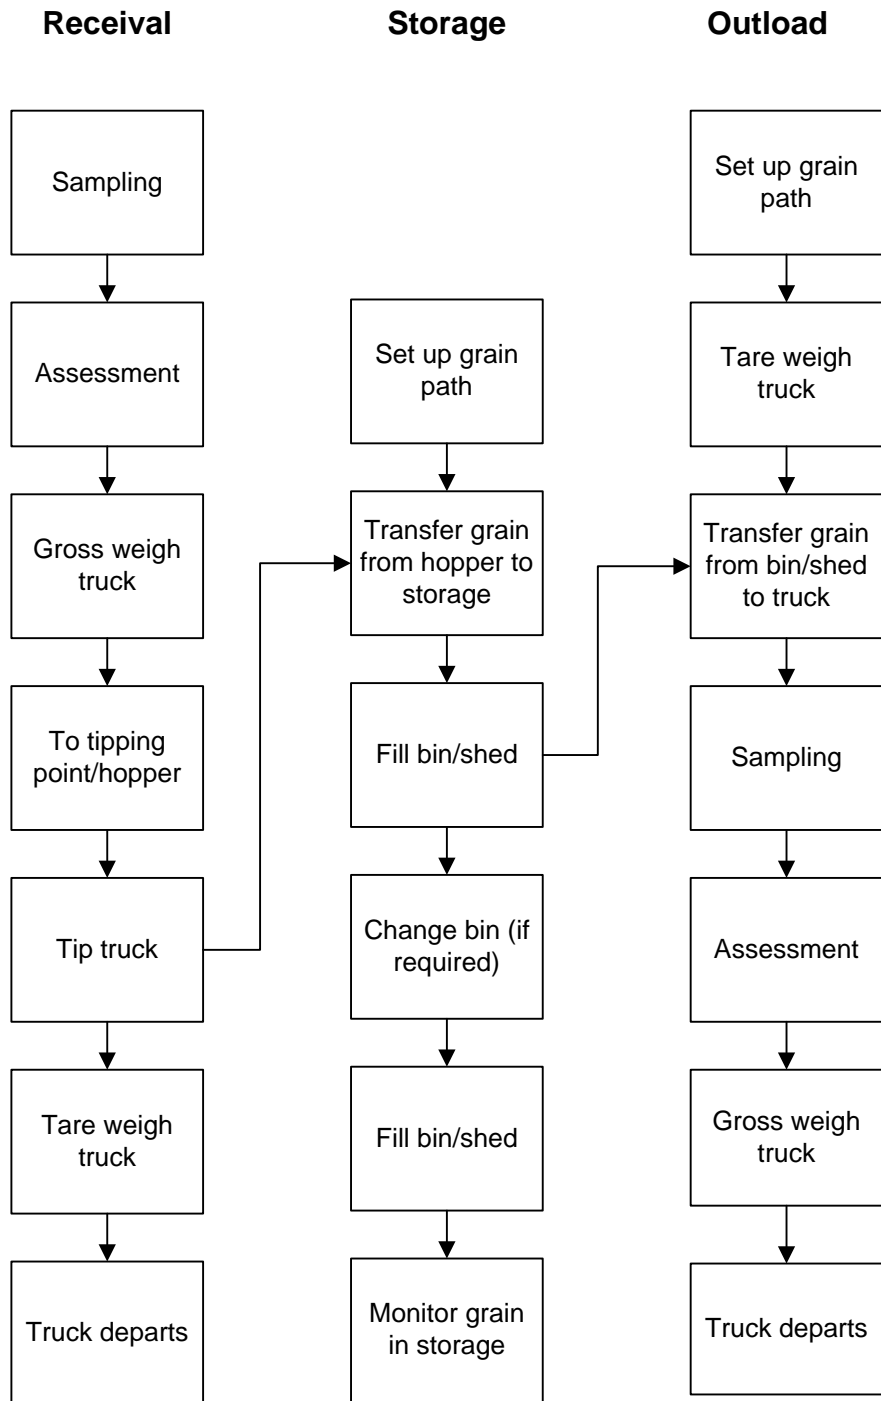 Receival
Storage
Outload
Sampling
Assessment
Gross weigh
truck
To tipping
point/hopper
Tip truck
Tare weigh
truck
Truck departs
Set up grain
path
Transfer grain
from hopper to
storage
Fill bin/shed
Change bin (if
required)
Fill bin/shed
Monitor grain
in storage
Set up grain
path
Tare weigh
truck
Transfer grain
from bin/shed
to truck
Sampling
Assessment
Gross weigh
truck
Truck departs